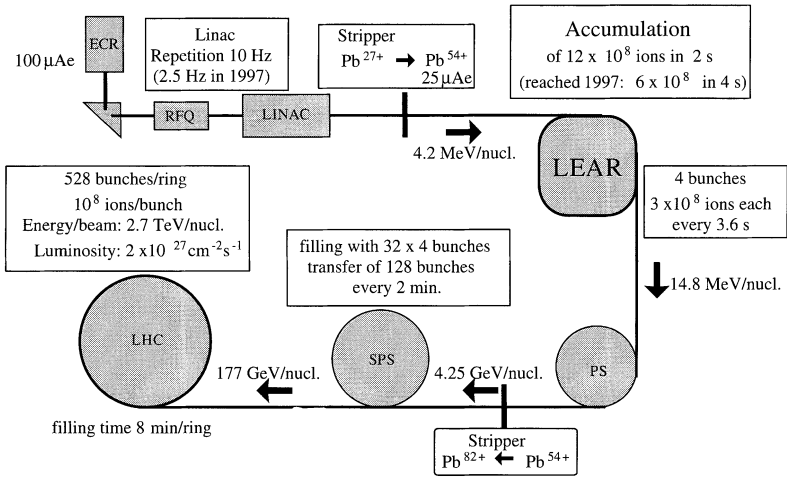 ECR
100 µAe
Linac
Repetition 10 Hz
(2.5 Hz in 1997)
RFQ
LINAC
Stripper
Pb 27+ → Pb 54+
25 µAe
4.2 MeV/nucl.
Accumulation
of 12 x 10 8 ions in 2 s
(reached 1997: 6 x 10 8 in 4 s)
LEAR
4 bunches
3 x10 8 ions each
every 3.6 s
14.8 MeV/nucl.
PS
4.25 GeV/nucl.
Stripper
Pb 82+ ← Pb 54+
filling with 32 x 4 bunches
transfer of 128 bunches
every 2 min.
SPS
177 GeV/nucl.
528 bunches/ring
10 8 ions/bunch
Energy/beam: 2.7 TeV/nucl.
Luminosity: 2 x10 27 cm -2 s -1
LHC
filling time 8 min/ring